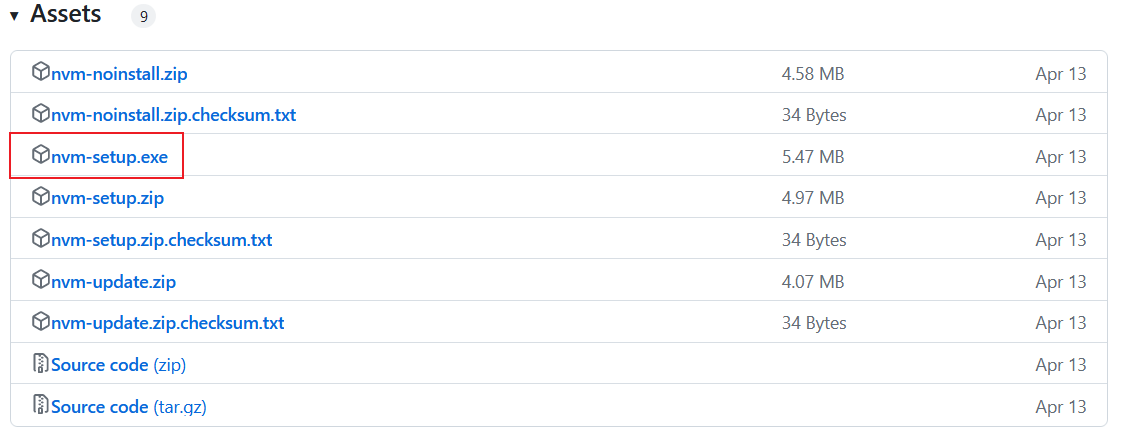 Assets 9
nvm-noinstall.zip 4.58 MB Apr 13
nvm-noinstall.zip.checksum.txt 34 Bytes Apr 13
nvm-setup.exe 5.47 MB Apr 13
nvm-setup.zip 4.97 MB Apr 13
nvm-setup.zip.checksum.txt 34 Bytes Apr 13
nvm-update.zip 4.07 MB Apr 13
nvm-update.zip.checksum.txt 34 Bytes Apr 13
Source code (zip) Apr 13
Source code (tar.gz) Apr 13